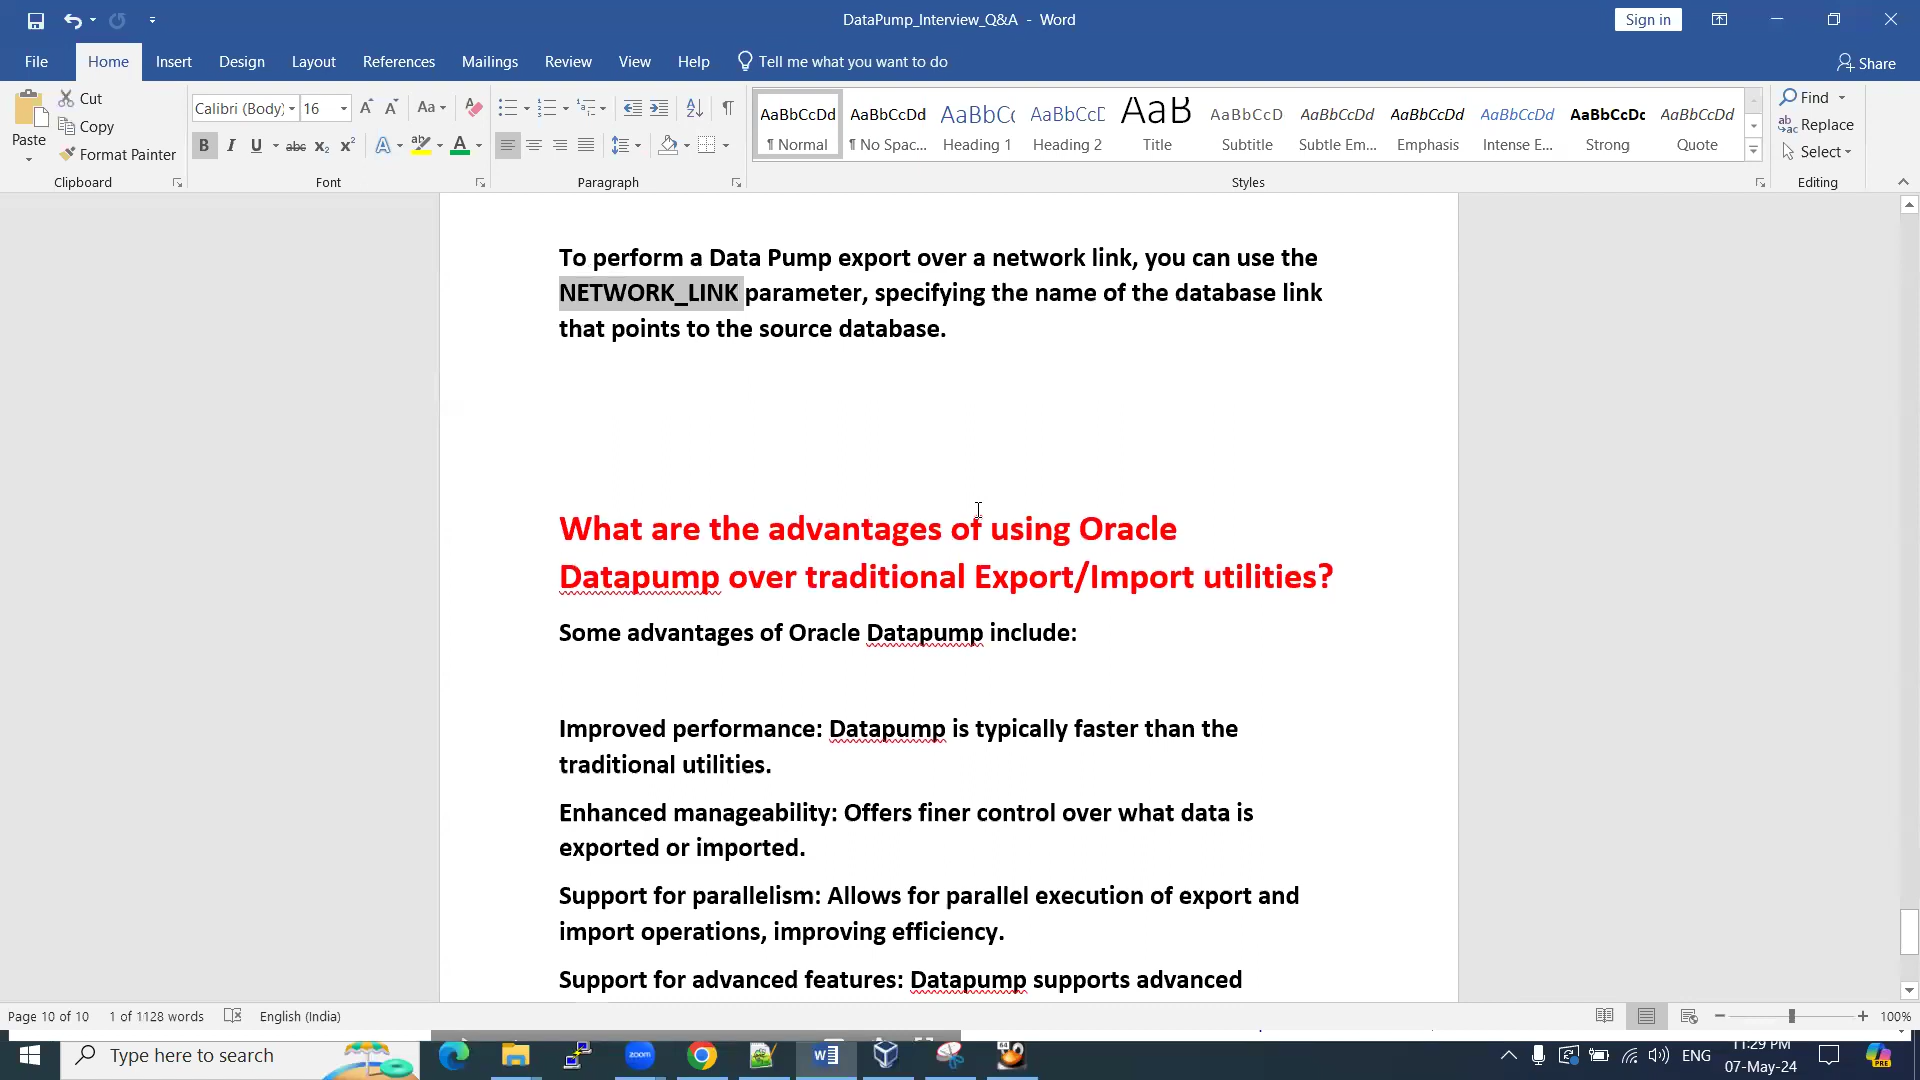 DataPump_Interview_Q&A - Word
Sign in
File Home Insert Design Layout References Mailings Review View Help Tell me what you want to do Share
Paste
Cut
Copy
Format Painter
Clipboard
Calibri (Body) 16
Font
Paragraph
AaBbCcDd AaBbCcDd AaBbC AaBbCcD AaB AaBbCcD AaBbCcDd AaBbCcDd AaBbCcDd AaBbCcDc AaBbCcDd
¶ Normal ¶ No Spac... Heading 1 Heading 2 Title Subtitle Subtle Em... Emphasis Intense E... Strong Quote
Styles
Find
Replace
Select
Editing
To perform a Data Pump export over a network link, you can use the
NETWORK_LINK parameter, specifying the name of the database link
that points to the source database.
What are the advantages of using Oracle
Datapump over traditional Export/Import utilities?
Some advantages of Oracle Datapump include:
Improved performance: Datapump is typically faster than the
traditional utilities.
Enhanced manageability: Offers finer control over what data is
exported or imported.
Support for parallelism: Allows for parallel execution of export and
import operations, improving efficiency.
Support for advanced features: Datapump supports advanced
Page 10 of 10 1 of 1128 words English (India) 100%
Type here to search
zoom
ENG
11:29 PM
07-May-24